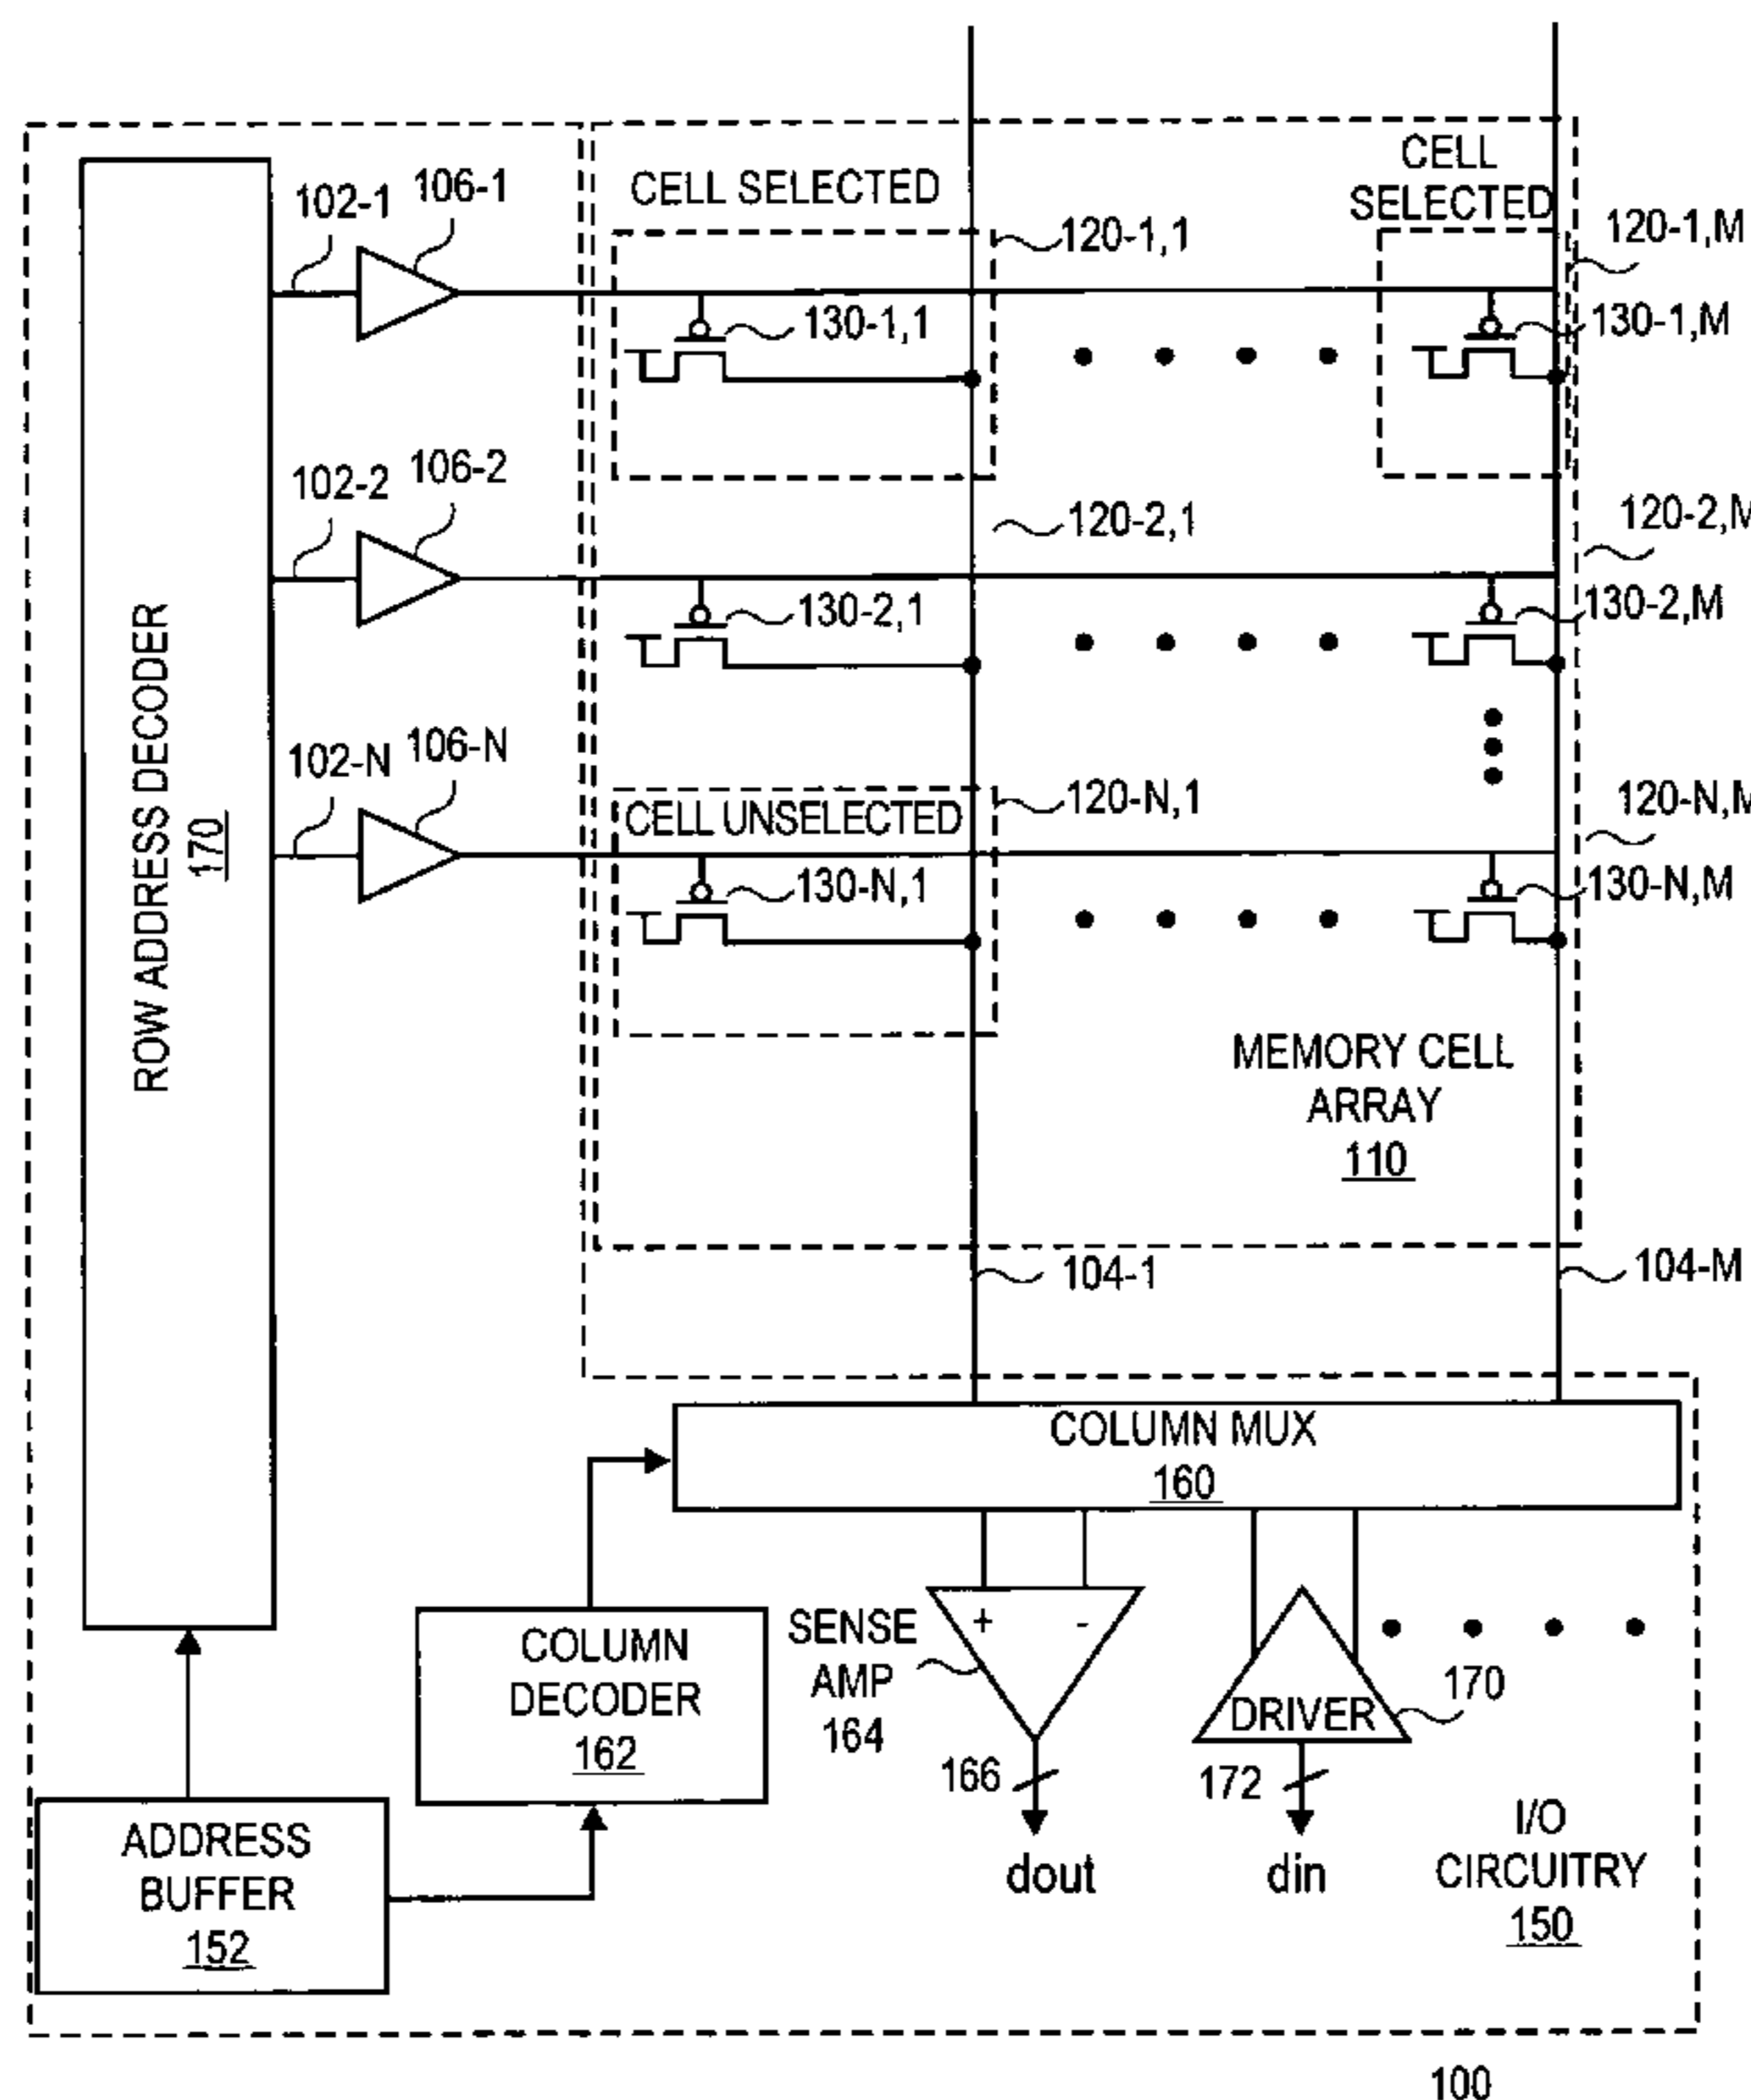 CELL
SELECTED
CELL SELECTED
102-1
106-1
120-1,1
120-1,M
130-1,1
130-1,M
102-2
106-2
120-2,1
120-2,M
130-2,1
130-2,M
102-N
106-N
120-N,1
120-N,M
CELL UNSELECTED
130-N,1
130-N,M
ROW ADDRESS DECODER
170
MEMORY CELL
ARRAY
110
104-1
104-M
COLUMN MUX
160
COLUMN
DECODER
162
SENSE
AMP
164
+
-
DRIVER
170
166
172
dout
din
ADDRESS
BUFFER
152
I/O
CIRCUITRY
150
100